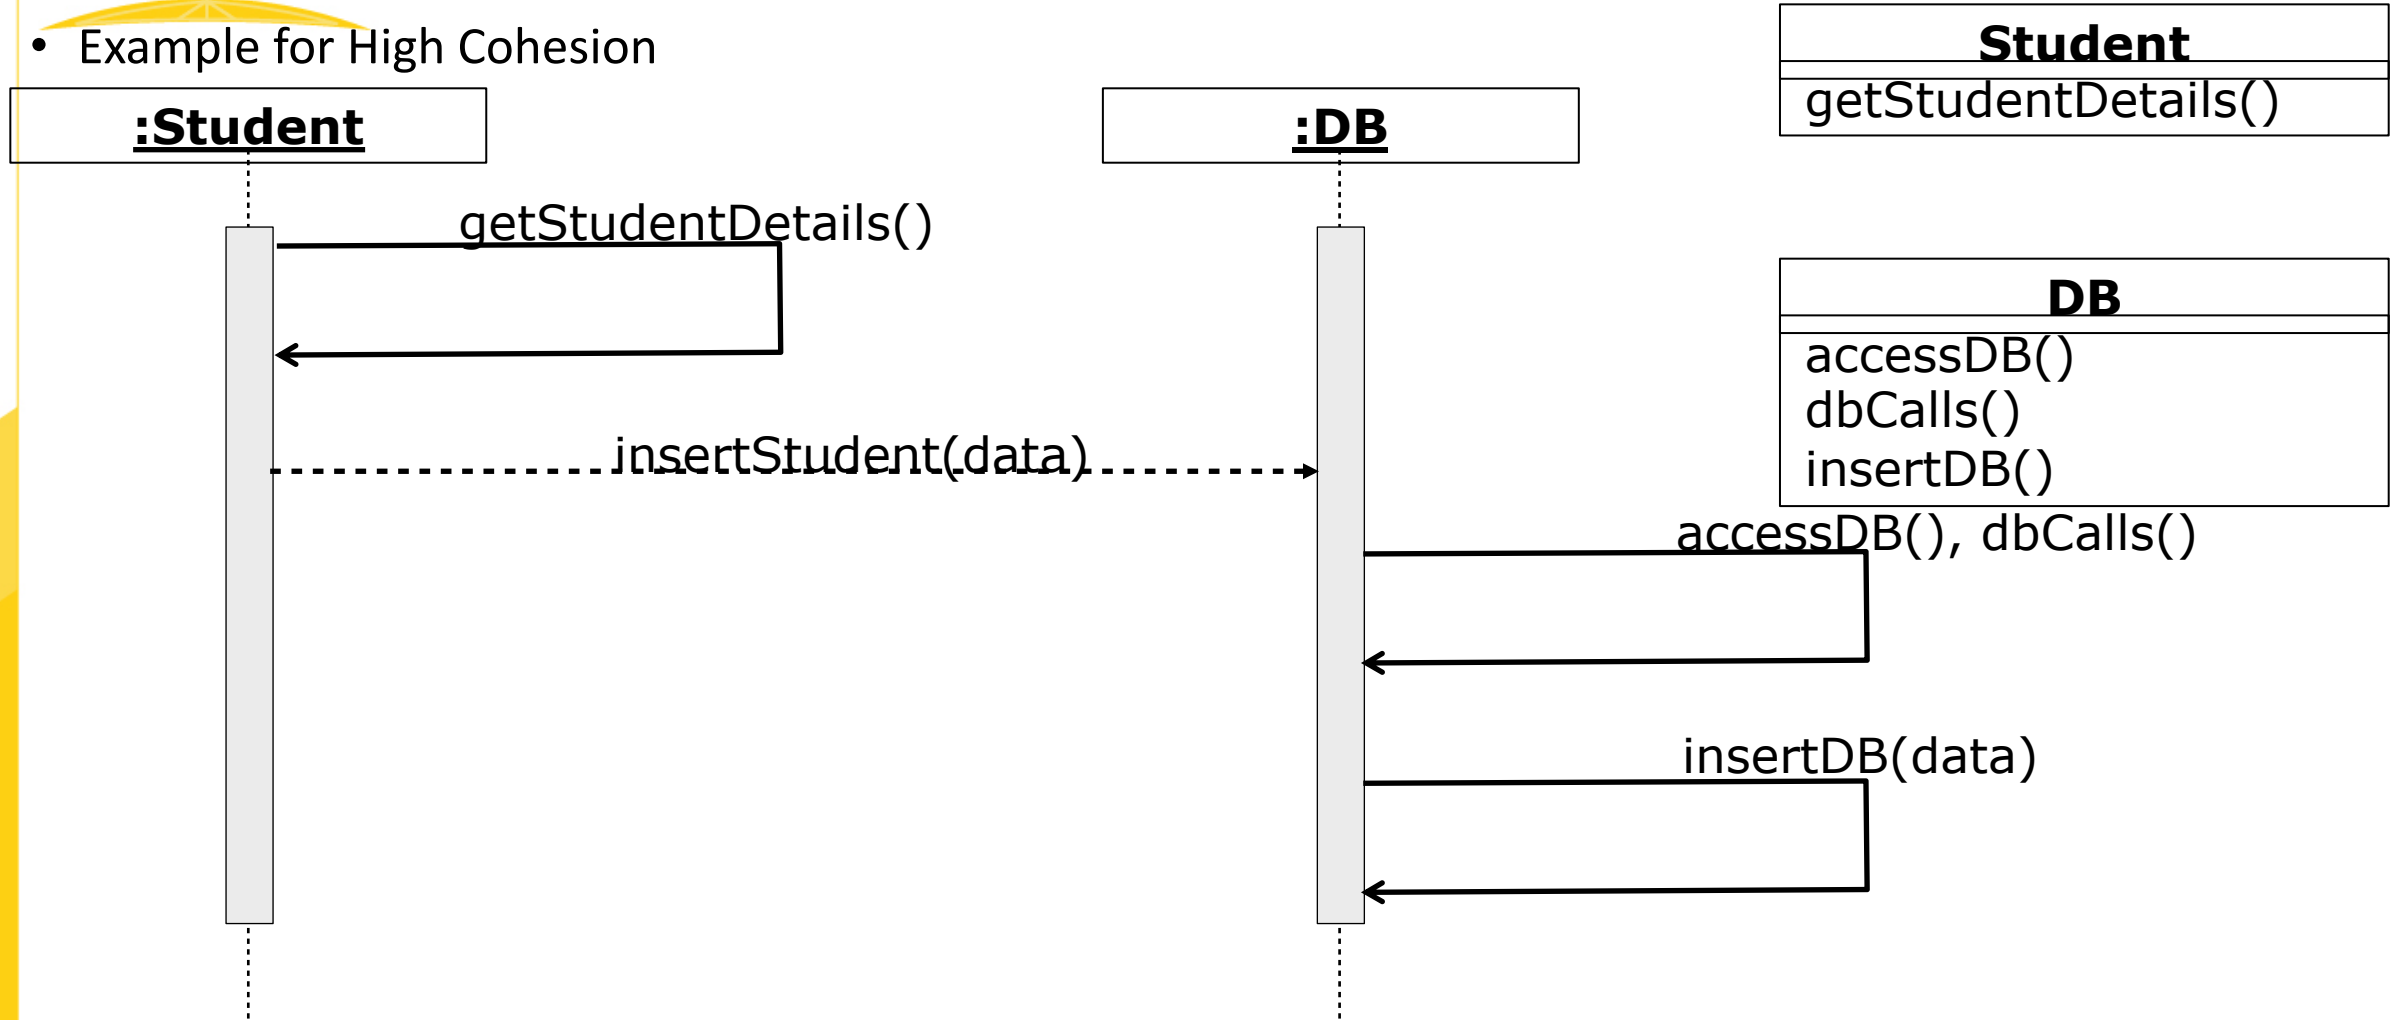 • Example for High Cohesion
:Student
:DB
Student
getStudentDetails()
getStudentDetails()
DB
accessDB()
dbCalls()
insertDB()
insertStudent(data)
accessDB(), dbCalls()
insertDB(data)